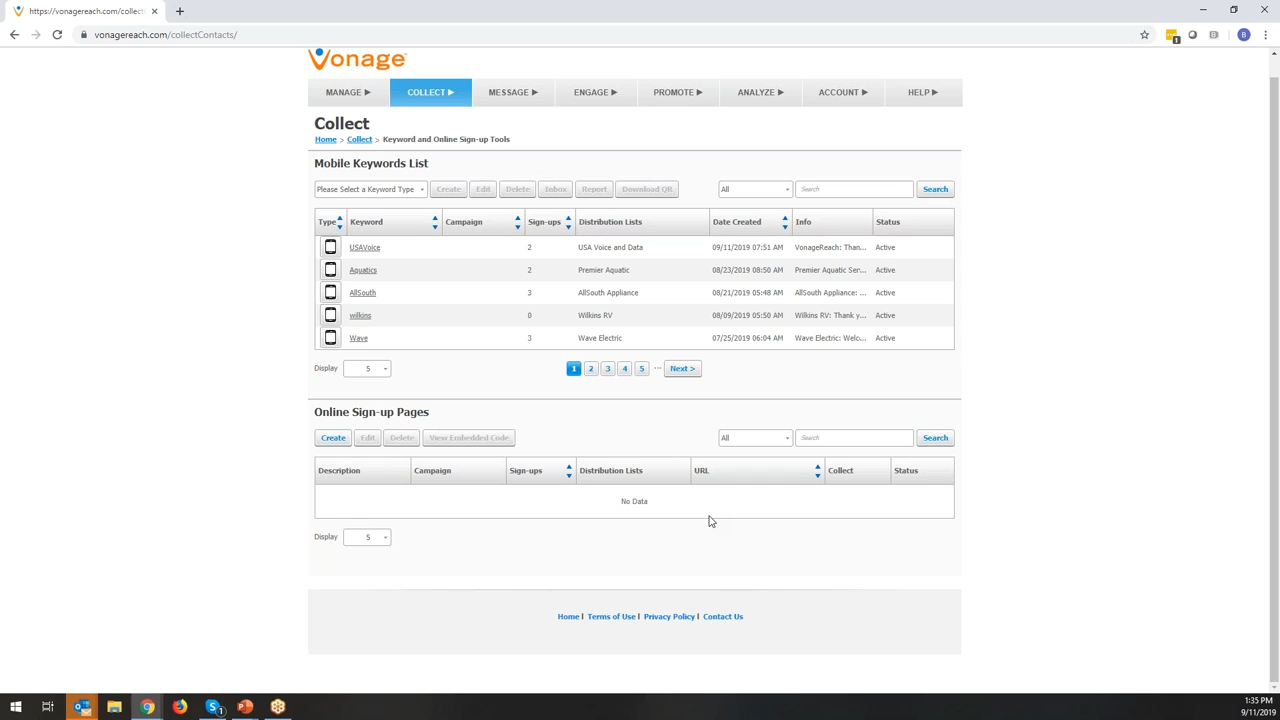 https://vonagereach.com/collect
vonagereach.com/collectContacts/
1
B
Vonage
MANAGE COLLECT MESSAGE ENGAGE PROMOTE ANALYZE ACCOUNT HELP
Collect
Home > Collect > Keyword and Online Sign-up Tools
Mobile Keywords List
Please Select a Keyword Type Create Edit Delete Inbox Report Download QR All Search Search
Type Keyword Campaign Sign-ups Distribution Lists Date Created Info Status
USAVoice 2 USA Voice and Data 09/11/2019 07:51 AM VonageReach: Than... Active
Aquatics 2 Premier Aquatic 08/23/2019 08:50 AM Premier Aquatic Ser... Active
AllSouth 3 AllSouth Appliance 08/21/2019 05:48 AM AllSouth Appliance: ... Active
wilkins 0 Wilkins RV 08/09/2019 05:50 AM Wilkins RV: Thank y... Active
Wave 3 Wave Electric 07/25/2019 06:04 AM Wave Electric: Welco... Active
Display 5 1 2 3 4 5 ... Next >
Online Sign-up Pages
Create Edit Delete View Embedded Code All Search Search
Description Campaign Sign-ups Distribution Lists URL Collect Status
No Data
Display 5
Home | Terms of Use | Privacy Policy | Contact Us
1:35 PM
9/11/2019